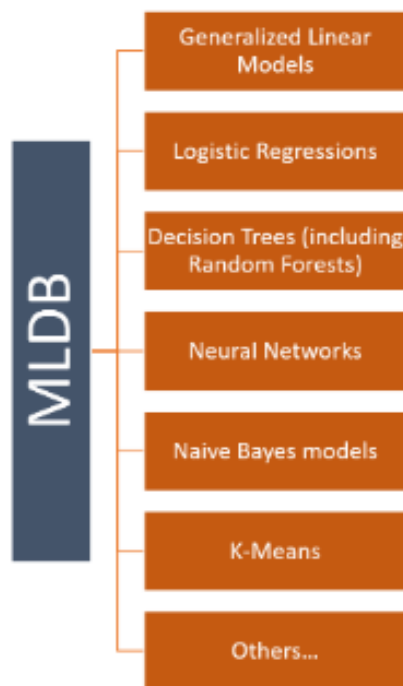 MLDB
Generalized Linear
Models
Logistic Regressions
Decision Trees (including
Random Forests)
Neural Networks
Naive Bayes models
K-Means
Others...